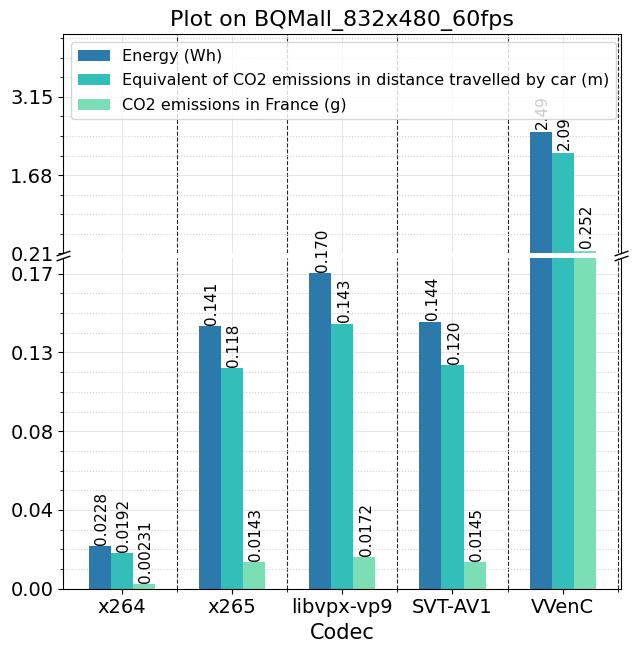 Plot on BQMall_832x480_60fps
Energy (Wh)
Equivalent of CO2 emissions in distance travelled by car (m)
CO2 emissions in France (g)
3.15
1.68
0.21
0.17
0.13
0.08
0.04
0.00
0.0228
0.0192
0.00231
0.141
0.118
0.0143
0.170
0.143
0.0172
0.144
0.120
0.0145
2.49
2.09
0.252
x264
x265
libvpx-vp9
SVT-AV1
VVenC
Codec